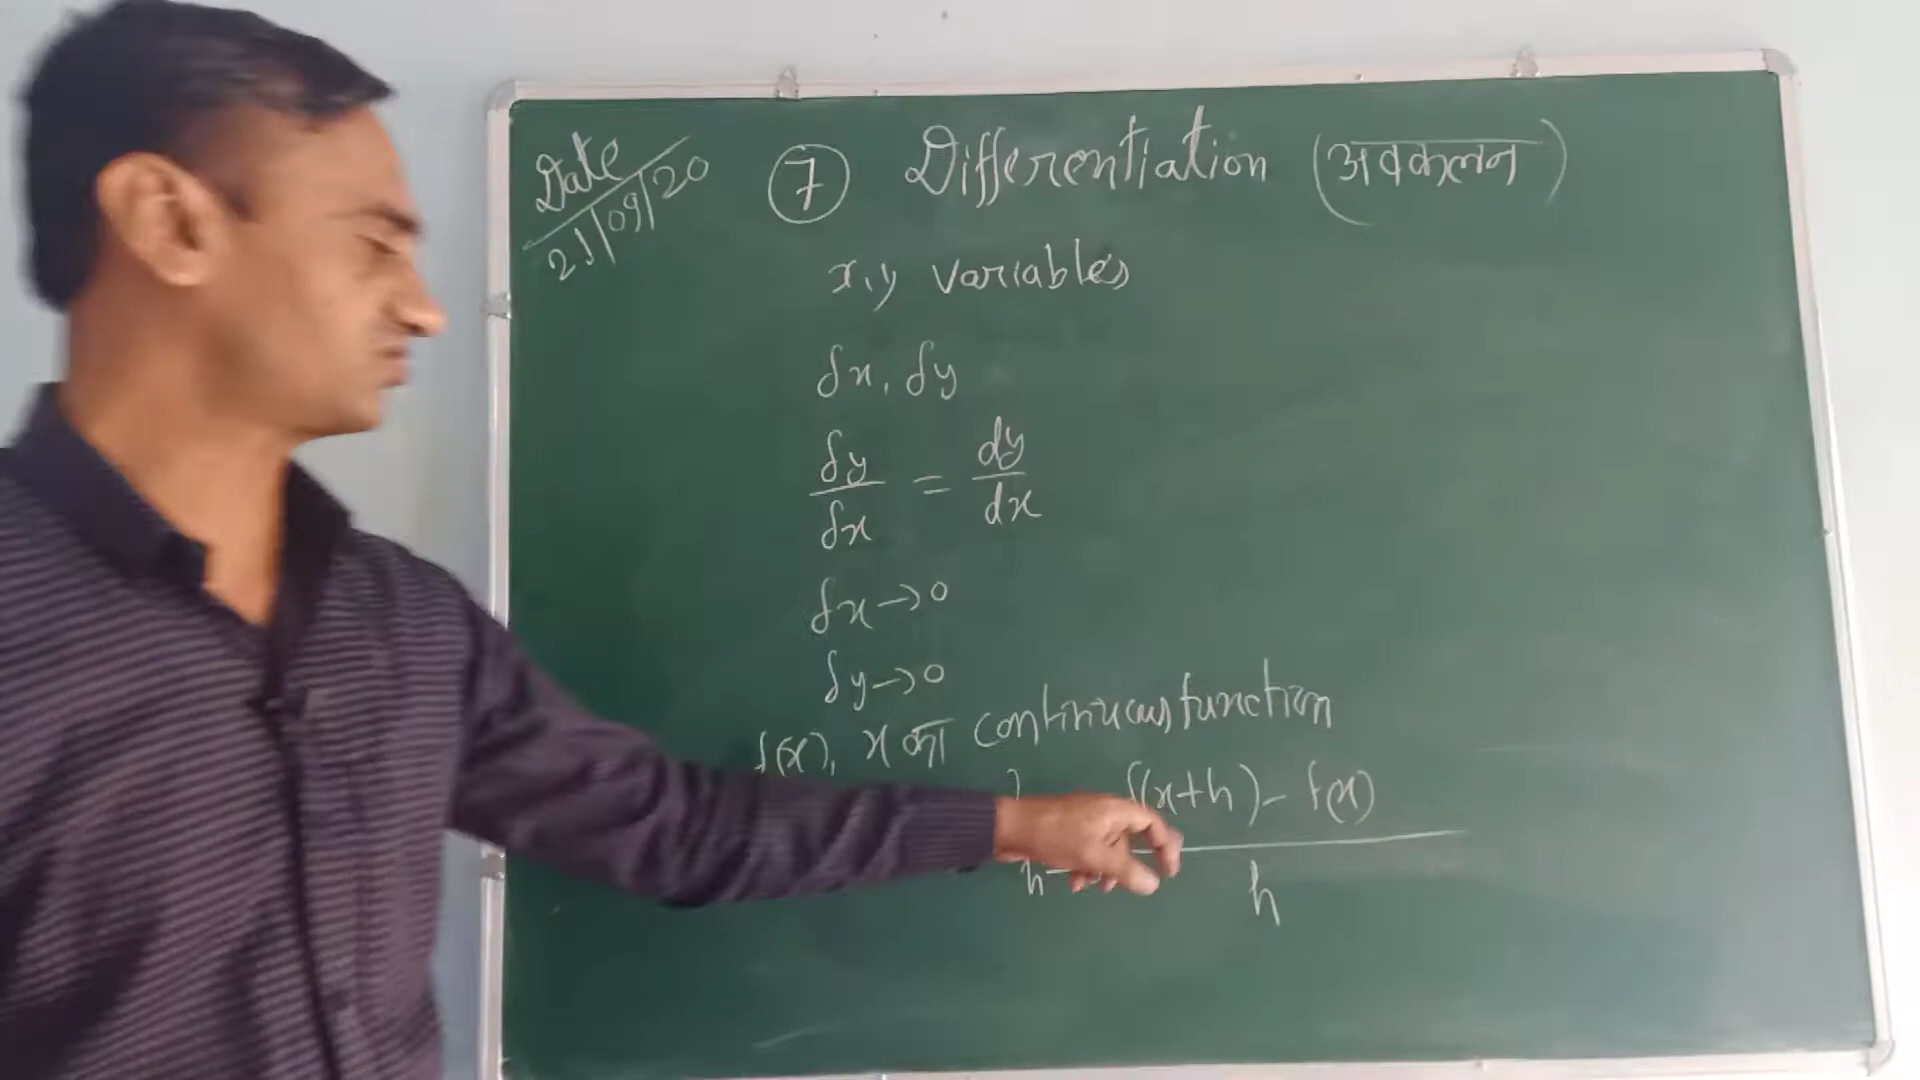 Date
21/09/20
⑦ Differentiation (अवकलन)
x, y variables
δx, δy
δy/δx = dy/dx
δx→0
δy→0
f(x), x का continuous function
f(x+h) - f(x)
h→
h